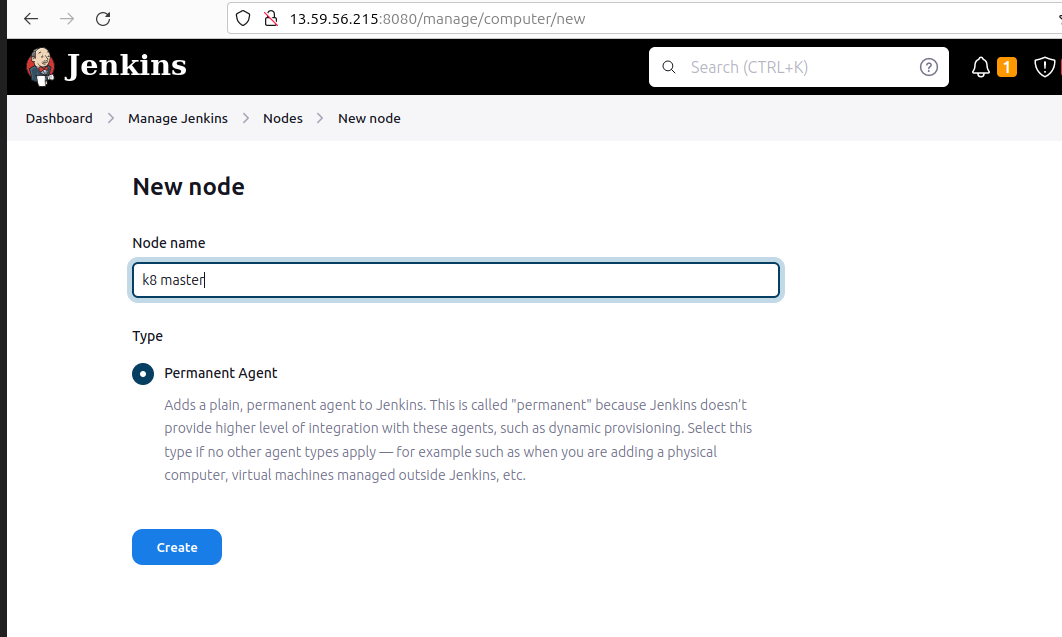 13.59.56.215:8080/manage/computer/new
Jenkins
Search (CTRL+K)
?
1
Dashboard > Manage Jenkins > Nodes > New node
New node
Node name
k8 master
Type
Permanent Agent
Adds a plain, permanent agent to Jenkins. This is called "permanent" because Jenkins doesn't
provide higher level of integration with these agents, such as dynamic provisioning. Select this
type if no other agent types apply — for example such as when you are adding a physical
computer, virtual machines managed outside Jenkins, etc.
Create